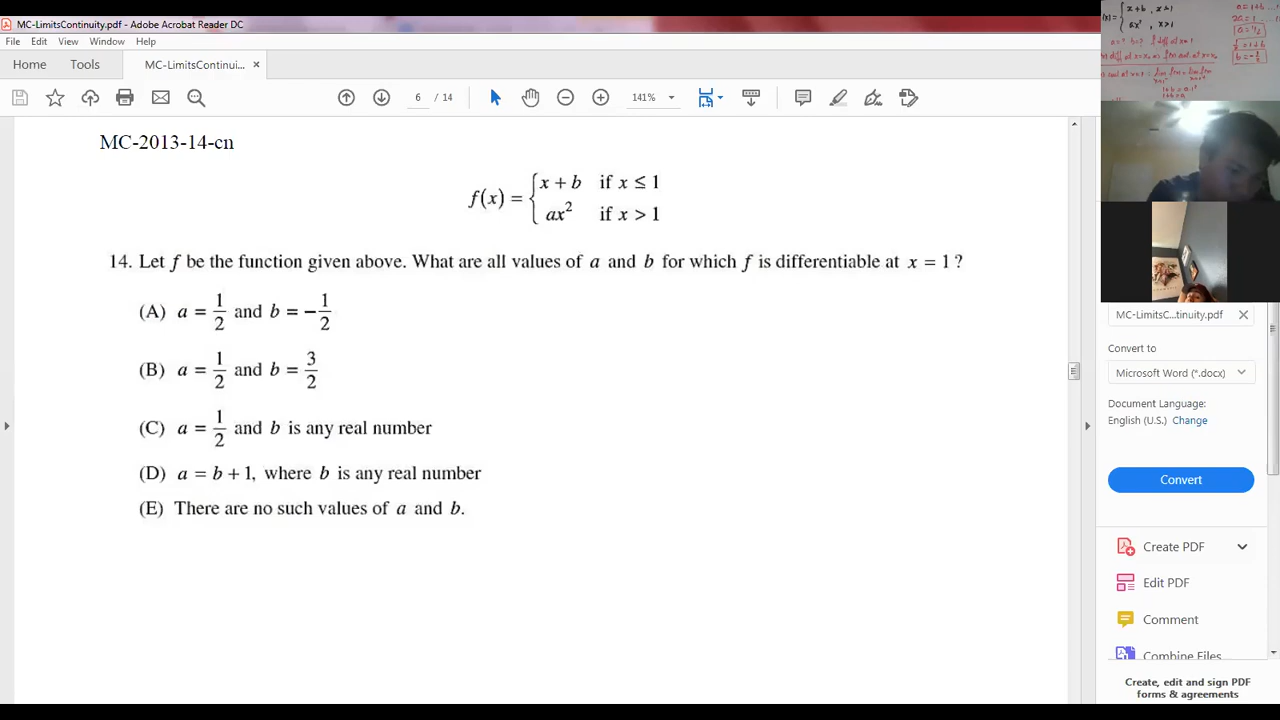 MC-LimitsContinuity.pdf - Adobe Acrobat Reader DC
File Edit View Window Help
Home Tools MC-LimitsContinui... ×
6 / 14 141%
MC-2013-14-cn
f(x) = { x + b if x ≤ 1
ax² if x > 1
14. Let f be the function given above. What are all values of a and b for which f is differentiable at x = 1 ?
(A) a = 1/2 and b = -1/2
(B) a = 1/2 and b = 3/2
(C) a = 1/2 and b is any real number
(D) a = b + 1, where b is any real number
(E) There are no such values of a and b.
MC-LimitsC...tinuity.pdf
Convert to
Microsoft Word (*.docx)
Document Language:
English (U.S.) Change
Convert
Create PDF
Edit PDF
Comment
Combine Files
Create, edit and sign PDF
forms & agreements